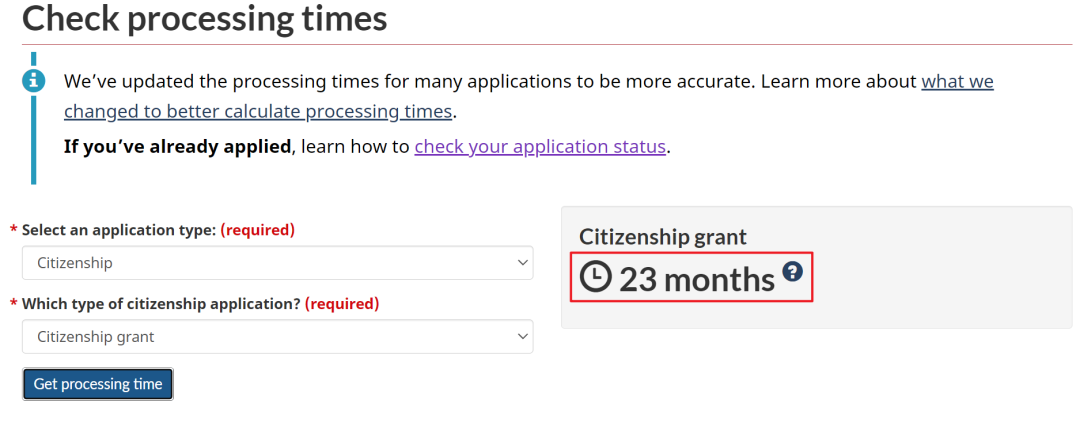 Check processing times
We’ve updated the processing times for many applications to be more accurate. Learn more about what we
changed to better calculate processing times.
If you’ve already applied, learn how to check your application status.
* Select an application type: (required)
Citizenship
* Which type of citizenship application? (required)
Citizenship grant
Get processing time
Citizenship grant
23 months ?